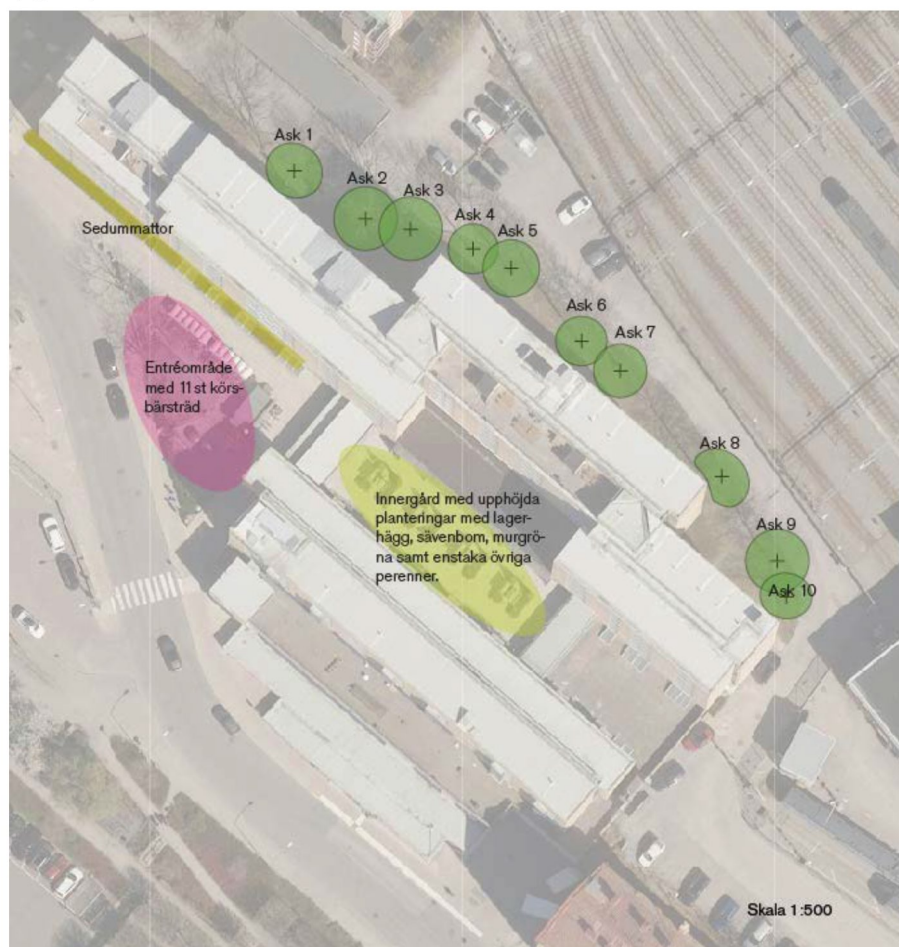 Ask 1
Ask 2
Ask 3
Ask 4
Ask 5
Sedummattor
Ask 6
Ask 7
Entréområde
med 11 st körs-
bärsträd
Ask 8
Innergård med upphöjda
planteringar med lager-
hägg, sävenbom, murgrö-
na samt enstaka övriga
perenner.
Ask 9
Ask 10
Skala 1:500